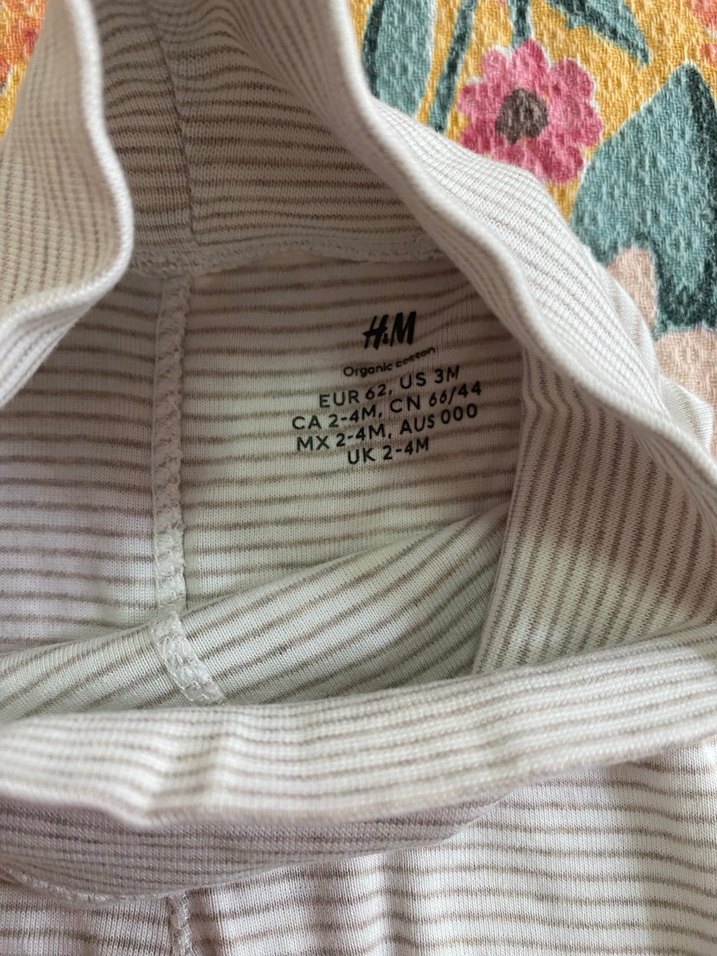 H&M
Organic cotton
EUR 62, US 3M
CA 2-4M, CN 66/44
MX 2-4M, AUS 000
UK 2-4M